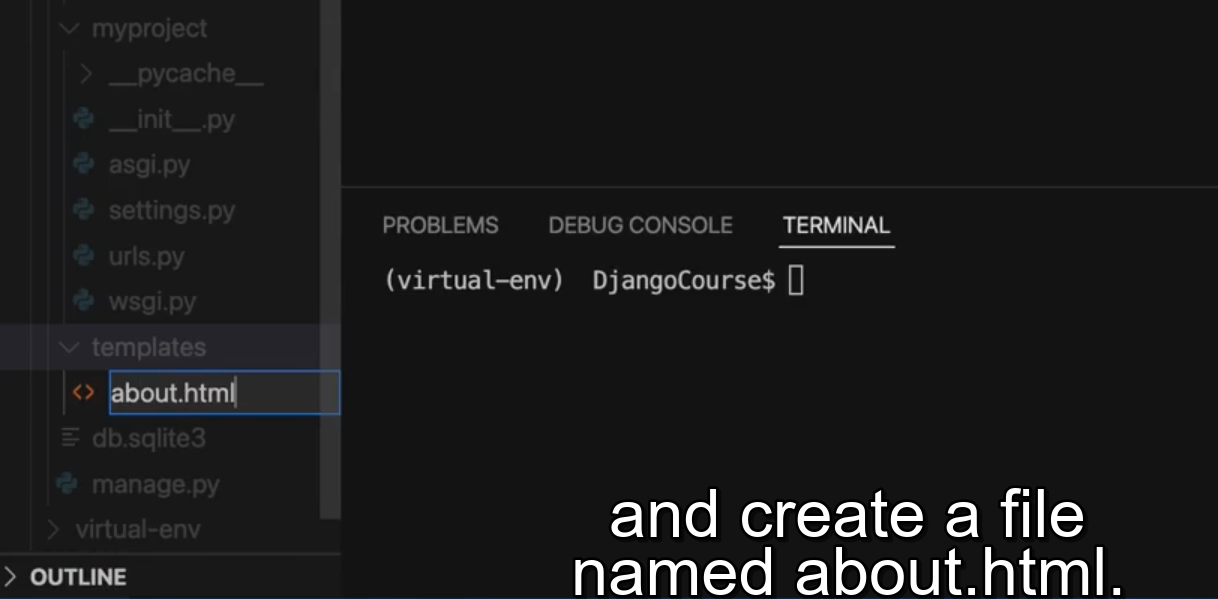 myproject
__pycache__
__init__.py
asgi.py
settings.py
urls.py
wsgi.py
templates
about.html
db.sqlite3
manage.py
virtual-env
OUTLINE
PROBLEMS DEBUG CONSOLE TERMINAL
(virtual-env) DjangoCourse$
and create a file
named about.html.